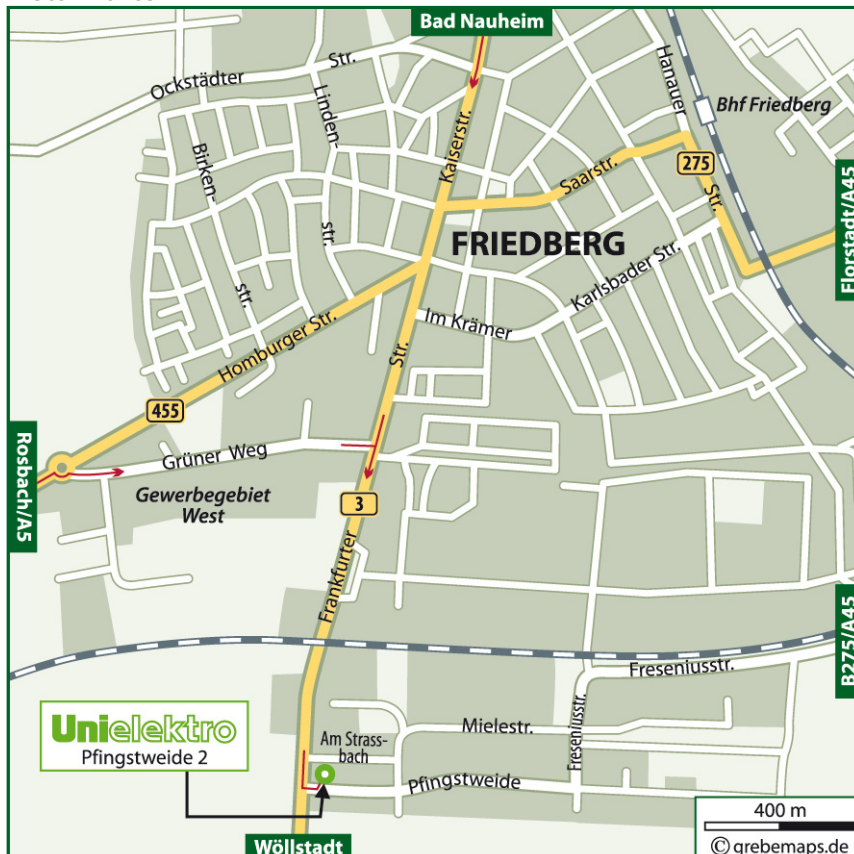 Bad Nauheim
Ockstädter
Str.
Linden-
str.
Birken-
str.
Kaiserstr.
Hanauer
Str.
Bhf Friedberg
Saarstr.
275
Florstadt/A45
FRIEDBERG
Karlsbader Str.
Im Krämer
Homburger Str.
455
Rosbach/A5
Grüner Weg
Gewerbegebiet
West
3
Frankfurter
Str.
B275/A45
Freseniusstr.
Freseniusstr.
Mielestr.
Am Strass-
bach
Pfingstweide
Unielektro
Pfingstweide 2
Wöllstadt
400 m
© grebemaps.de